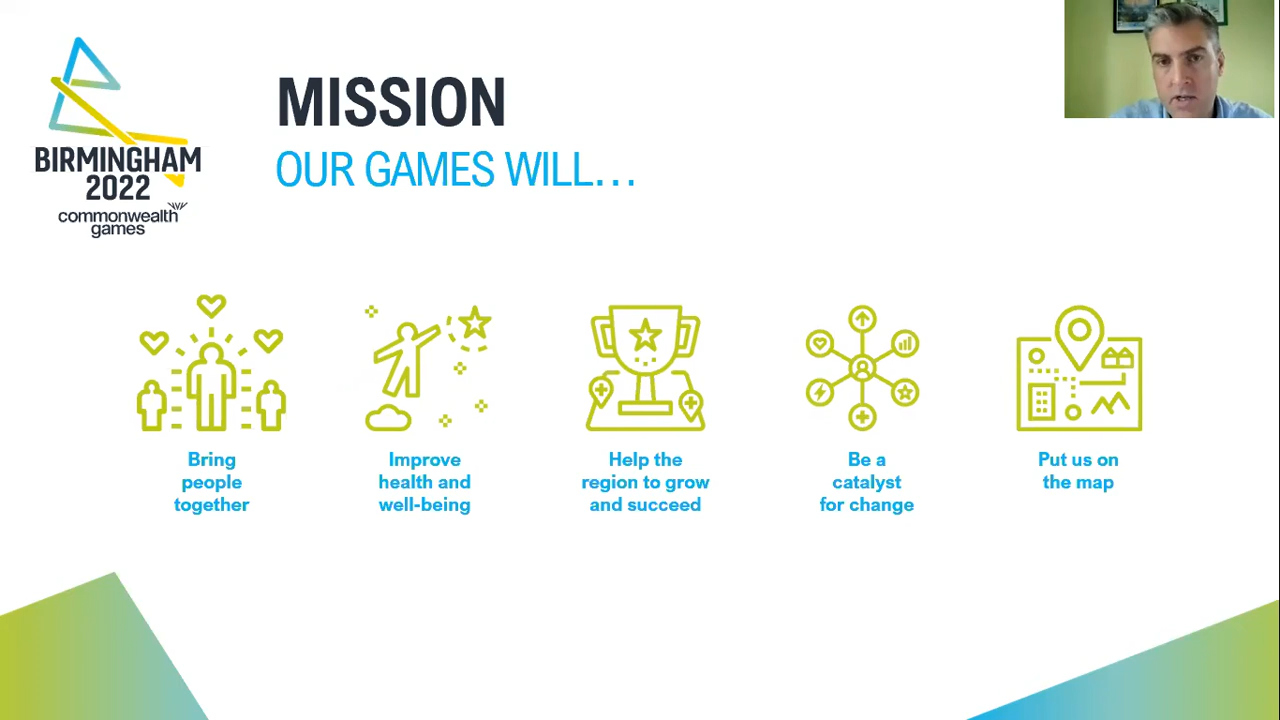 BIRMINGHAM
2022
commonwealth
games
MISSION
OUR GAMES WILL...
Bring
people
together
Improve
health and
well-being
Help the
region to grow
and succeed
Be a
catalyst
for change
Put us on
the map